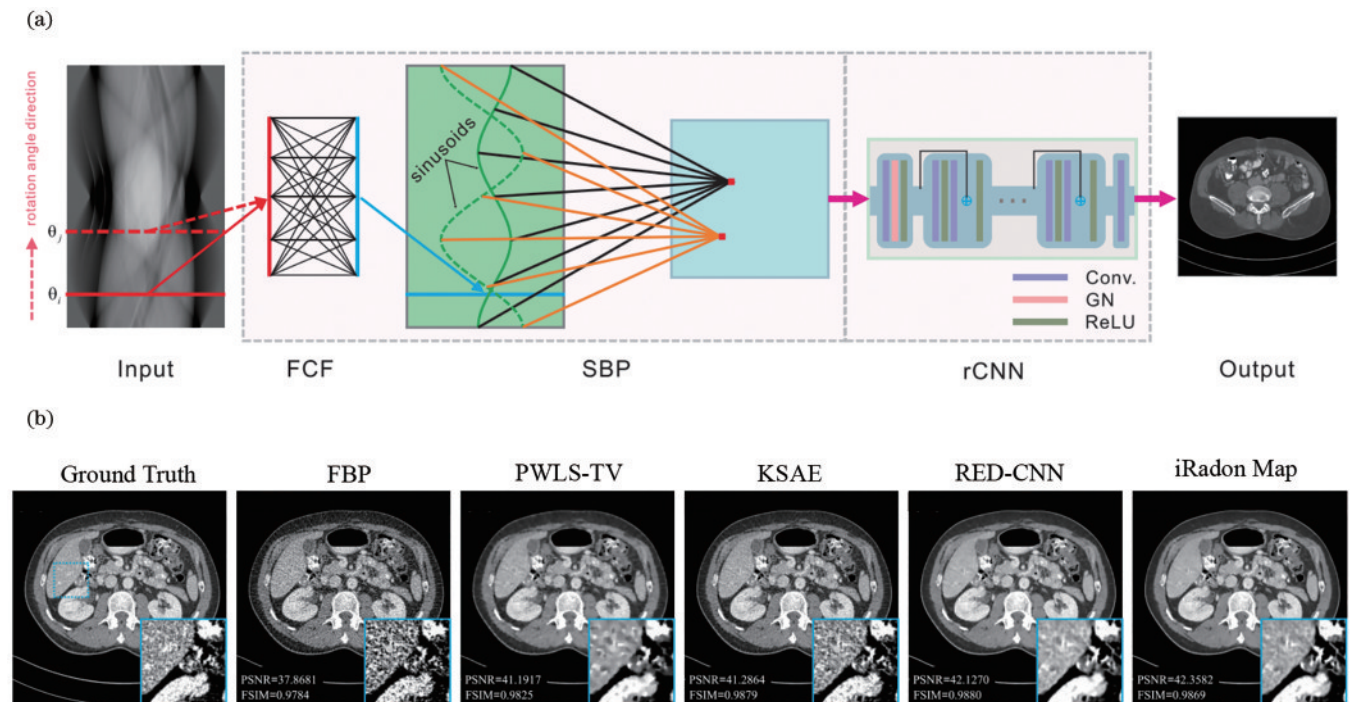 (a)
rotation angle direction
θj
θi
sinusoids
Conv.
GN
ReLU
Input
FCF
SBP
rCNN
Output
(b)
Ground Truth
FBP
PWLS-TV
KSAE
RED-CNN
iRadon Map
PSNR=37.8681
FSIM=0.9784
PSNR=41.1917
FSIM=0.9825
PSNR=41.2864
FSIM=0.9879
PSNR=42.1270
FSIM=0.9880
PSNR=42.3582
FSIM=0.9869